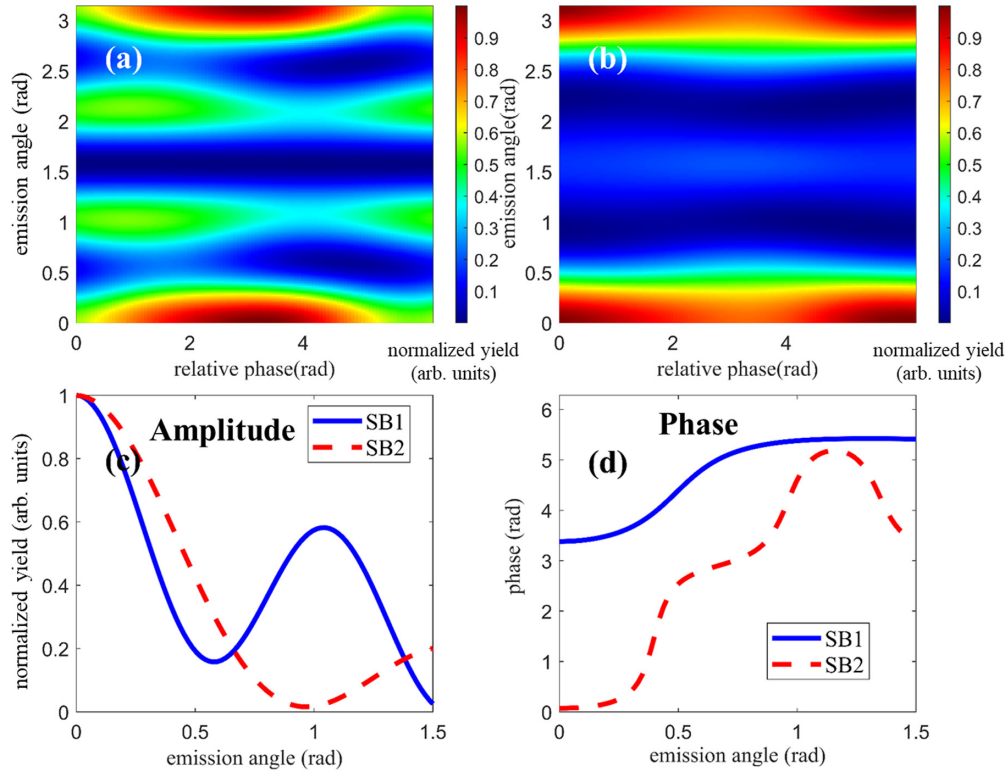 (a)
emission angle (rad)
3
2.5
2
1.5
1
0.5
0
0 2 4
relative phase(rad)
0.9
0.8
0.7
0.6
0.5
0.4
0.3
0.2
0.1
normalized yield
(arb. units)
(b)
emission angle(rad)
3
2.5
2
1.5
1
0.5
0
0 2 4
relative phase(rad)
0.9
0.8
0.7
0.6
0.5
0.4
0.3
0.2
0.1
normalized yield
(arb. units)
Amplitude
(c)
SB1
SB2
normalized yield (arb. units)
1
0.8
0.6
0.4
0.2
0
0 0.5 1 1.5
emission angle (rad)
Phase
(d)
SB1
SB2
phase (rad)
6
5
4
3
2
1
0
0 0.5 1 1.5
emission angle (rad)